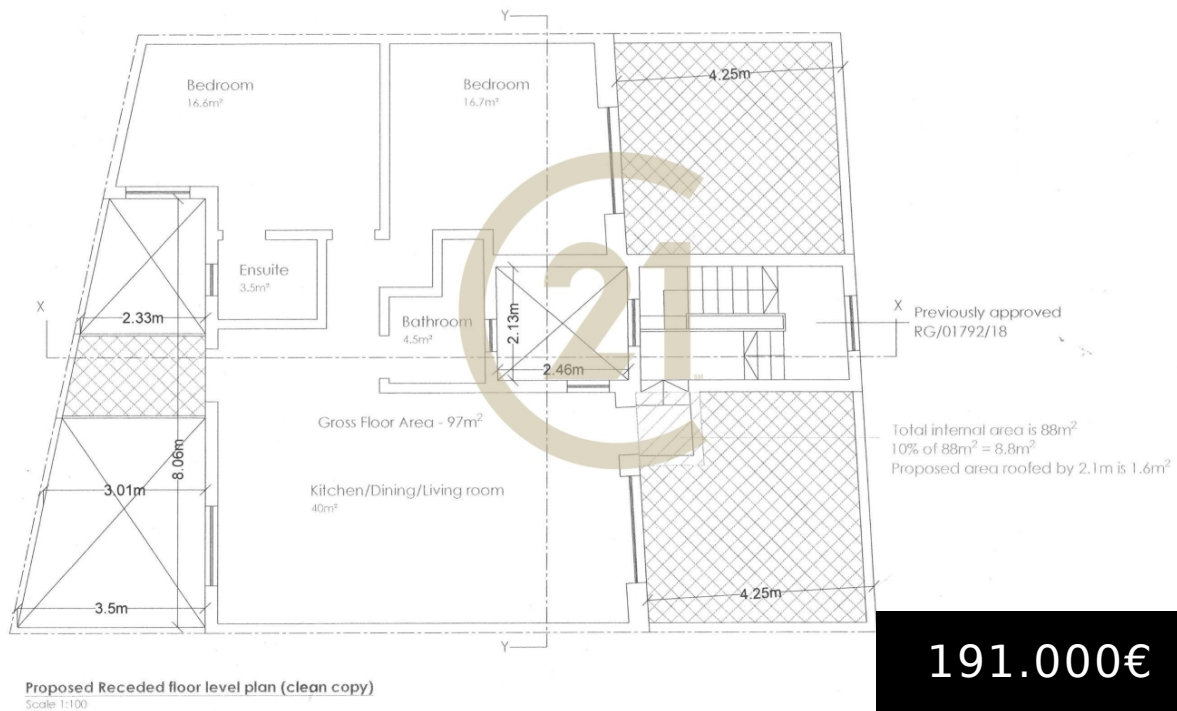 Y
Bedroom
16.6m²
Bedroom
16.7m²
4.25m
Ensuite
3.5m²
X
2.33m
Bathroom
4.5m²
2.13m
2.46m
21
X
Previously approved
RG/01792/18
Gross Floor Area - 97m²
8.06m
3.01m
Kitchen/Dining/Living room
40m²
Total internal area is 88m²
10% of 88m² = 8.8m²
Proposed area roofed by 2.1m is 1.6m²
3.5m
4.25m
Y
191.000€
Proposed Receded floor level plan (clean copy)
Scale 1:100